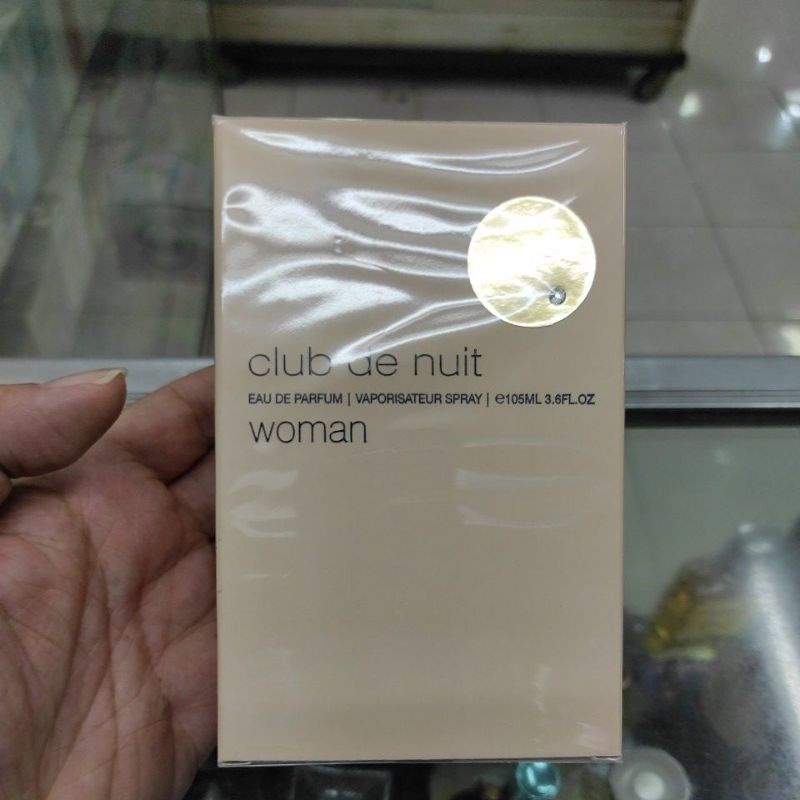 club de nuit
EAU DE PARFUM | VAPORISATEUR SPRAY | ℮105ML 3.6FL.OZ
woman